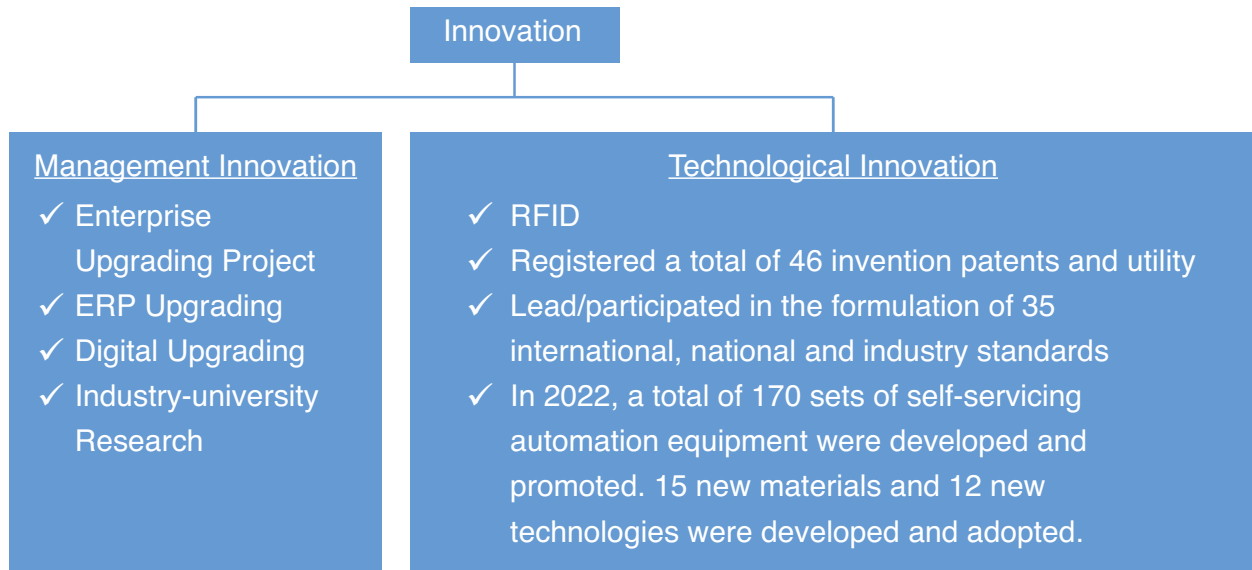 Innovation
Management Innovation
✓ Enterprise
Upgrading Project
✓ ERP Upgrading
✓ Digital Upgrading
✓ Industry-university
Research
Technological Innovation
✓ RFID
✓ Registered a total of 46 invention patents and utility
✓ Lead/participated in the formulation of 35
international, national and industry standards
✓ In 2022, a total of 170 sets of self-servicing
automation equipment were developed and
promoted. 15 new materials and 12 new
technologies were developed and adopted.